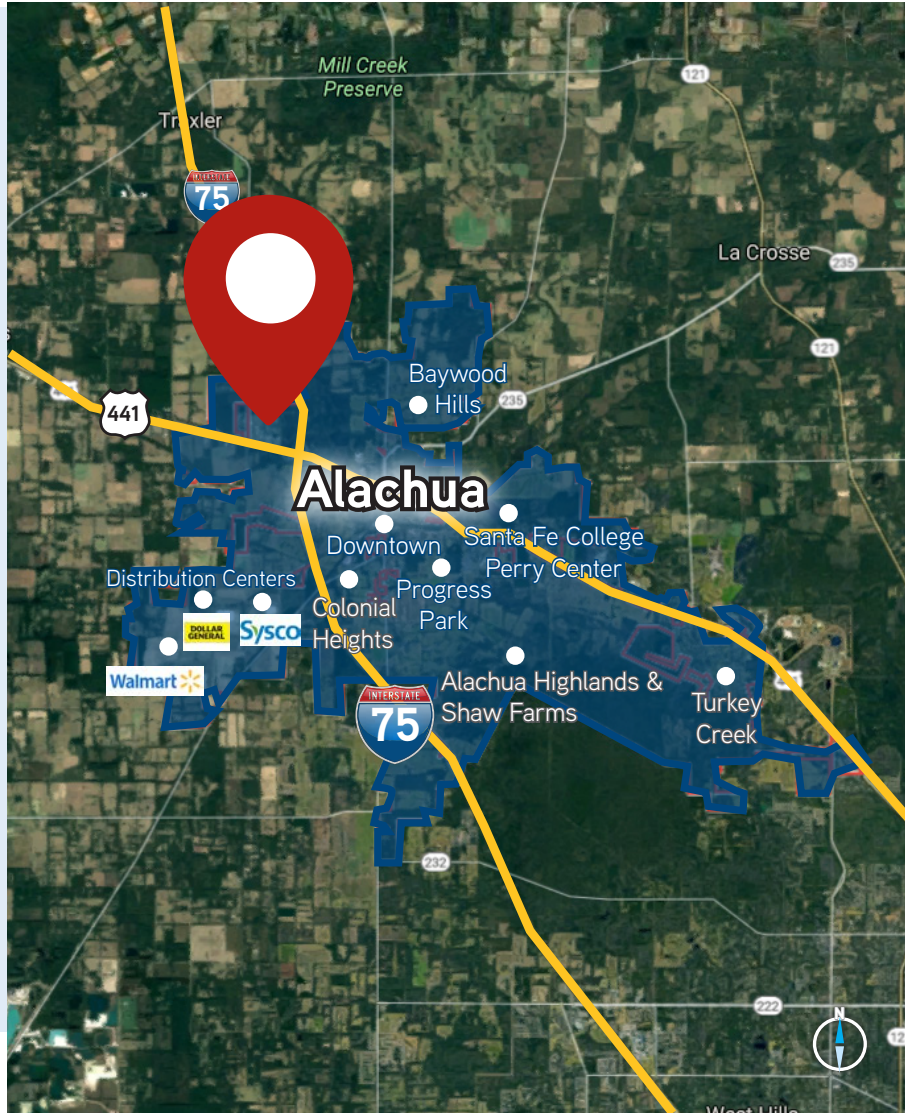 Mill Creek
Preserve
121
Traxler
INTERSTATE
75
La Crosse
235
121
Baywood
Hills
235
441
Alachua
Downtown
Santa Fe College
Perry Center
Distribution Centers
DOLLAR
GENERAL
Sysco
Colonial
Heights
Progress
Park
Walmart
Alachua Highlands &
Shaw Farms
Turkey
Creek
INTERSTATE
75
232
222
N